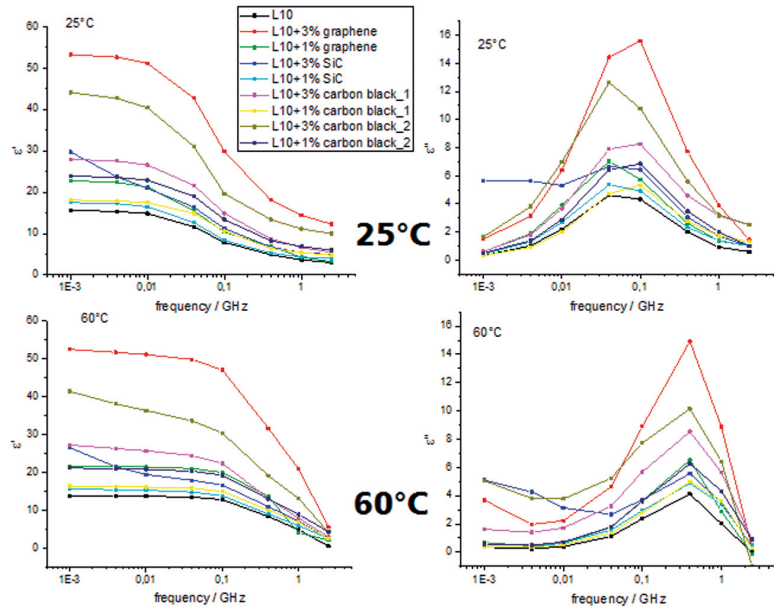 25°C
60
50
40
30
20
10
0
ε'
1E-3 0,01 0,1 1
frequency / GHz
L10
L10+3% graphene
L10+1% graphene
L10+3% SiC
L10+1% SiC
L10+3% carbon black_1
L10+1% carbon black_1
L10+3% carbon black_2
L10+1% carbon black_2
25°C
25°C
16
14
12
10
8
6
4
2
0
ε"
1E-3 0,01 0,1 1
frequency / GHz
60°C
60
50
40
30
20
10
0
ε'
1E-3 0,01 0,1 1
frequency / GHz
60°C
60°C
16
14
12
10
8
6
4
2
0
ε"
1E-3 0,01 0,1 1
frequency / GHz